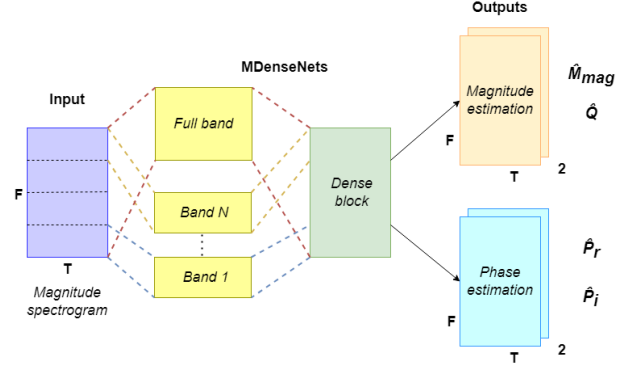 Outputs
MDenseNets
Input
Full band
Band N
Band 1
Dense
block
F
T
Magnitude
spectrogram
Magnitude
estimation
F
T
2
M̂mag
Q̂
Phase
estimation
F
T
2
P̂r
P̂i